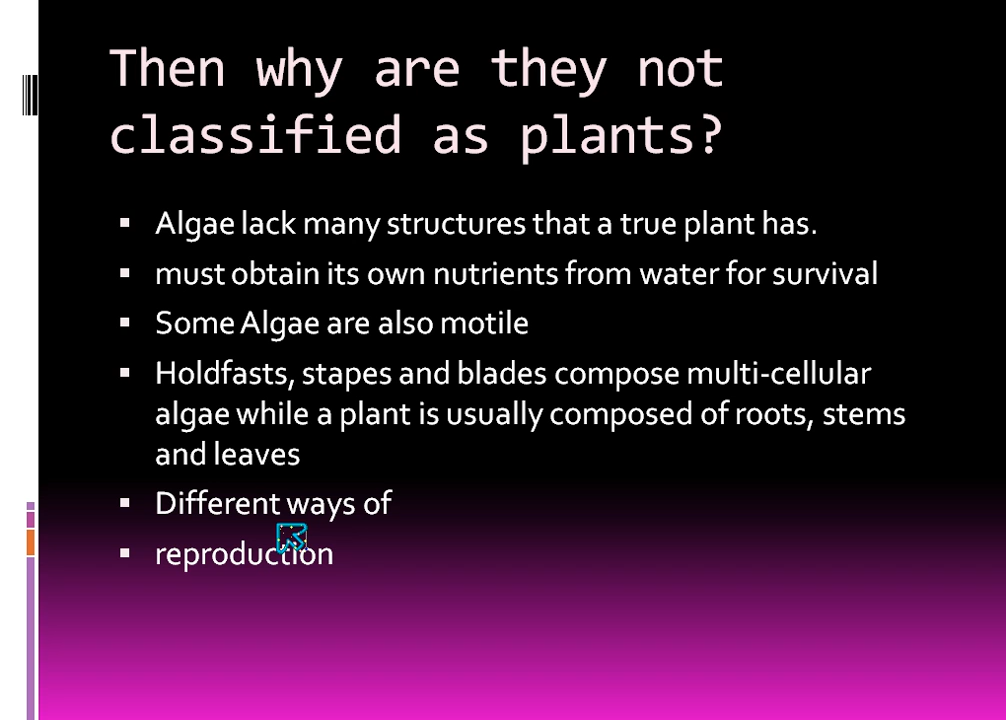 Then why are they not
classified as plants?
▪ Algae lack many structures that a true plant has.
▪ must obtain its own nutrients from water for survival
▪ Some Algae are also motile
▪ Holdfasts, stapes and blades compose multi-cellular
algae while a plant is usually composed of roots, stems
and leaves
▪ Different ways of
▪ reproduction